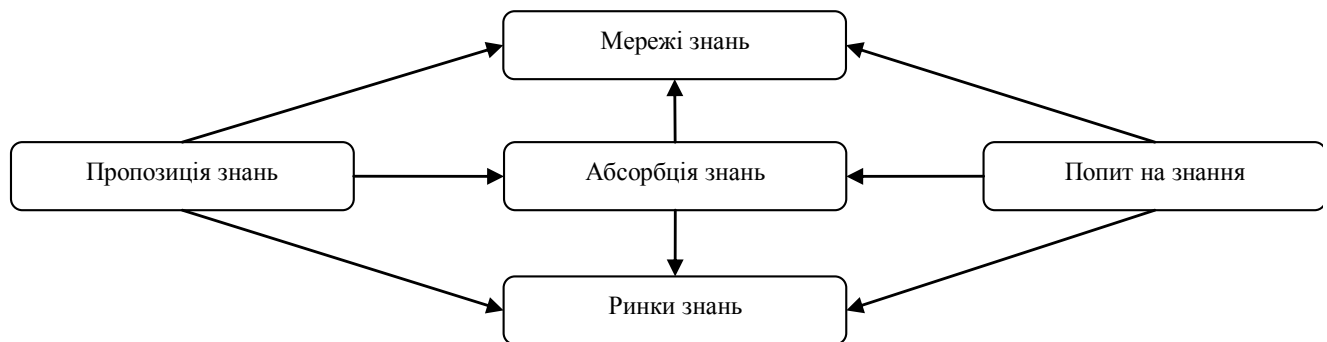 Мережі знань
Пропозиція знань
Абсорбція знань
Попит на знання
Ринки знань